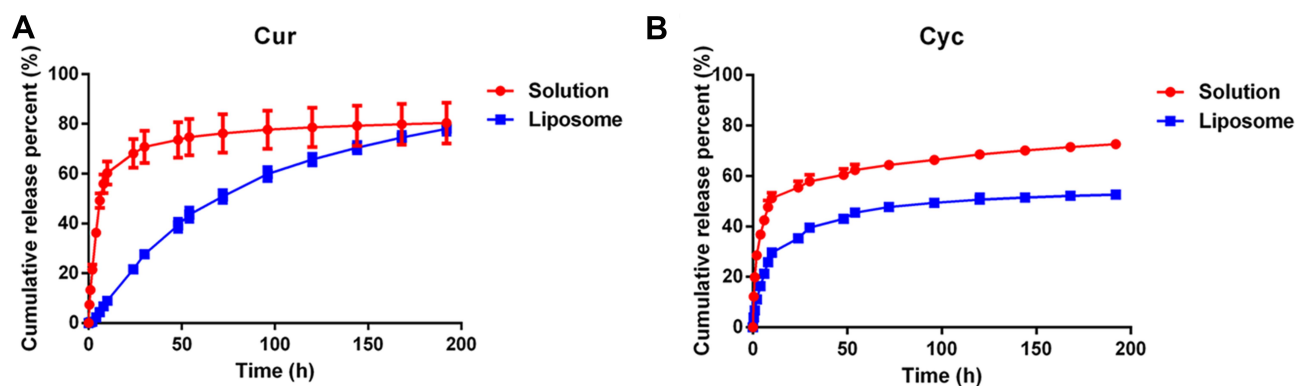 A
Cur
Cumulative release percent (%)
100
80
60
40
20
0
0 50 100 150 200
Time (h)
Solution
Liposome
B
Cyc
Cumulative release percent (%)
100
80
60
40
20
0
0 50 100 150 200
Time (h)
Solution
Liposome